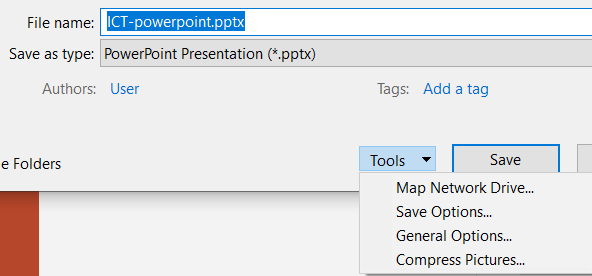 File name: ICT-powerpoint.pptx
Save as type: PowerPoint Presentation (*.pptx)
Authors: User Tags: Add a tag
e Folders Tools Save
Map Network Drive...
Save Options...
General Options...
Compress Pictures...